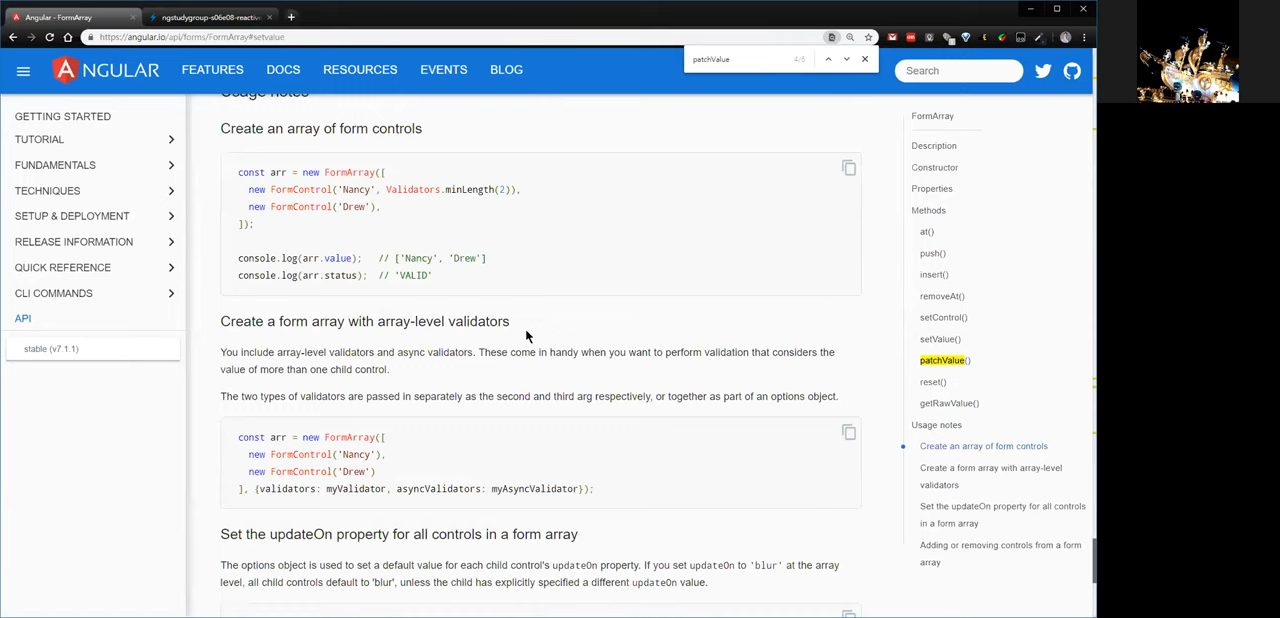 Angular - FormArray
ngstudygroup-s06e08-reactive
https://angular.io/api/forms/FormArray#setvalue
patchValue
4/6
ANGULAR
FEATURES
DOCS
RESOURCES
EVENTS
BLOG
Search
GETTING STARTED
TUTORIAL
FUNDAMENTALS
TECHNIQUES
SETUP & DEPLOYMENT
RELEASE INFORMATION
QUICK REFERENCE
CLI COMMANDS
API
stable (v7.1.1)
Usage notes
Create an array of form controls
const arr = new FormArray([
new FormControl('Nancy', Validators.minLength(2)),
new FormControl('Drew'),
]);
console.log(arr.value);   // ['Nancy', 'Drew']
console.log(arr.status);  // 'VALID'
Create a form array with array-level validators
You include array-level validators and async validators. These come in handy when you want to perform validation that considers the
value of more than one child control.
The two types of validators are passed in separately as the second and third arg respectively, or together as part of an options object.
const arr = new FormArray([
new FormControl('Nancy'),
new FormControl('Drew')
], {validators: myValidator, asyncValidators: myAsyncValidator});
Set the updateOn property for all controls in a form array
The options object is used to set a default value for each child control's updateOn property. If you set updateOn to 'blur' at the array
level, all child controls default to 'blur', unless the child has explicitly specified a different updateOn value.
FormArray
Description
Constructor
Properties
Methods
at()
push()
insert()
removeAt()
setControl()
setValue()
patchValue()
reset()
getRawValue()
Usage notes
Create an array of form controls
Create a form array with array-level
validators
Set the updateOn property for all controls
in a form array
Adding or removing controls from a form
array